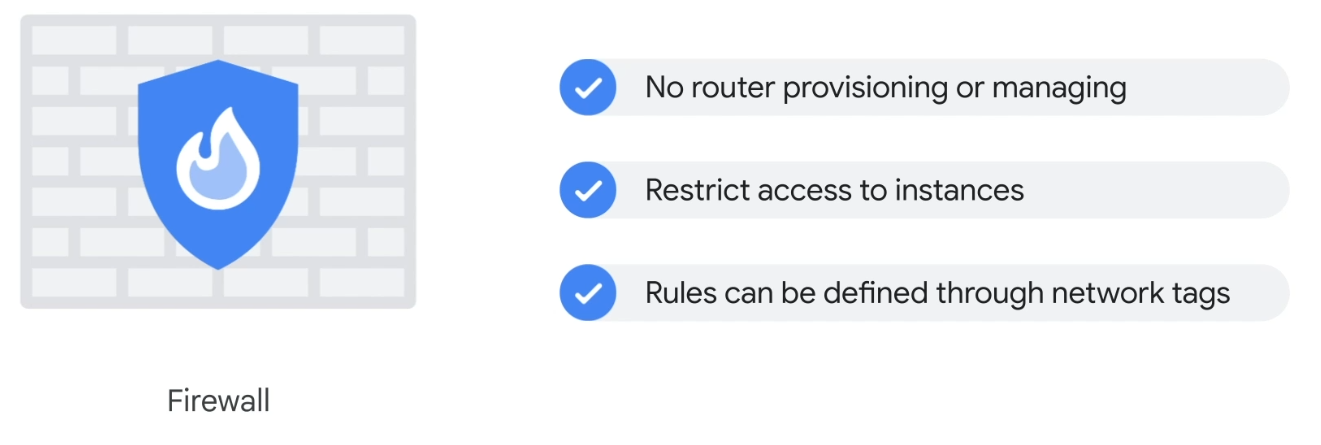 No router provisioning or managing
Restrict access to instances
Rules can be defined through network tags
Firewall